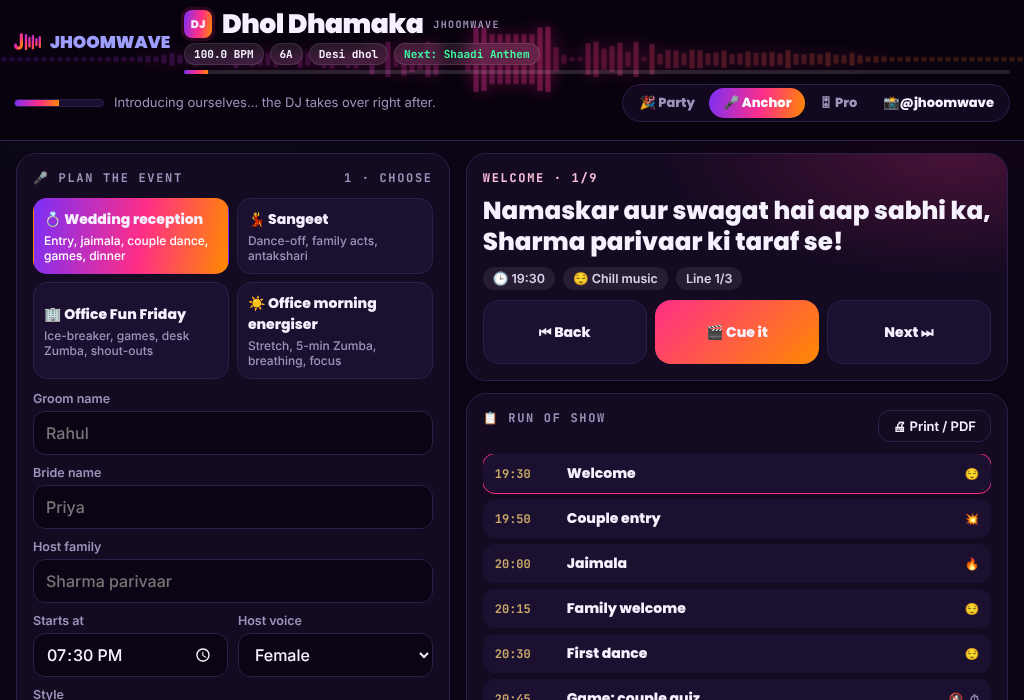 JHOOMWAVE
DJ Dhol Dhamaka JHOOMWAVE
100.0 BPM 6A Desi dhol Next: Shaadi Anthem
Introducing ourselves... the DJ takes over right after.
🎉 Party 🎤 Anchor 🎛 Pro 📸@jhoomwave
🎤 PLAN THE EVENT 1 · CHOOSE
💍 Wedding reception
Entry, jaimala, couple dance,
games, dinner
💃 Sangeet
Dance-off, family acts,
antakshari
🏢 Office Fun Friday
Ice-breaker, games, desk
Zumba, shout-outs
☀️ Office morning
energiser
Stretch, 5-min Zumba,
breathing, focus
Groom name
Rahul
Bride name
Priya
Host family
Sharma parivaar
Starts at
07:30 PM
Host voice
Female
Style
WELCOME · 1/9
Namaskar aur swagat hai aap sabhi ka,
Sharma parivaar ki taraf se!
🕒 19:30 😌 Chill music Line 1/3
⏮ Back 🎬 Cue it Next ⏭
📋 RUN OF SHOW 🖨 Print / PDF
19:30 Welcome 😌
19:50 Couple entry 💥
20:00 Jaimala 🔥
20:15 Family welcome 😌
20:30 First dance 😌
20:45 Game: couple quiz